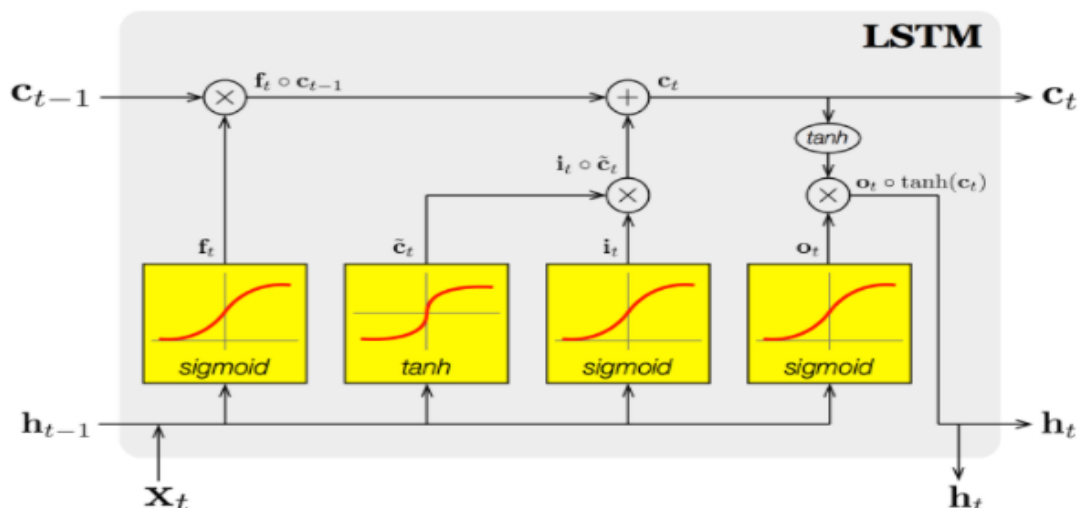 LSTM
c_{t−1}
f_t ∘ c_{t−1}
c_t
c_t
tanh
i_t ∘ c̃_t
o_t ∘ tanh(c_t)
f_t
c̃_t
i_t
o_t
sigmoid
tanh
sigmoid
sigmoid
h_{t−1}
h_t
x_t
h_t